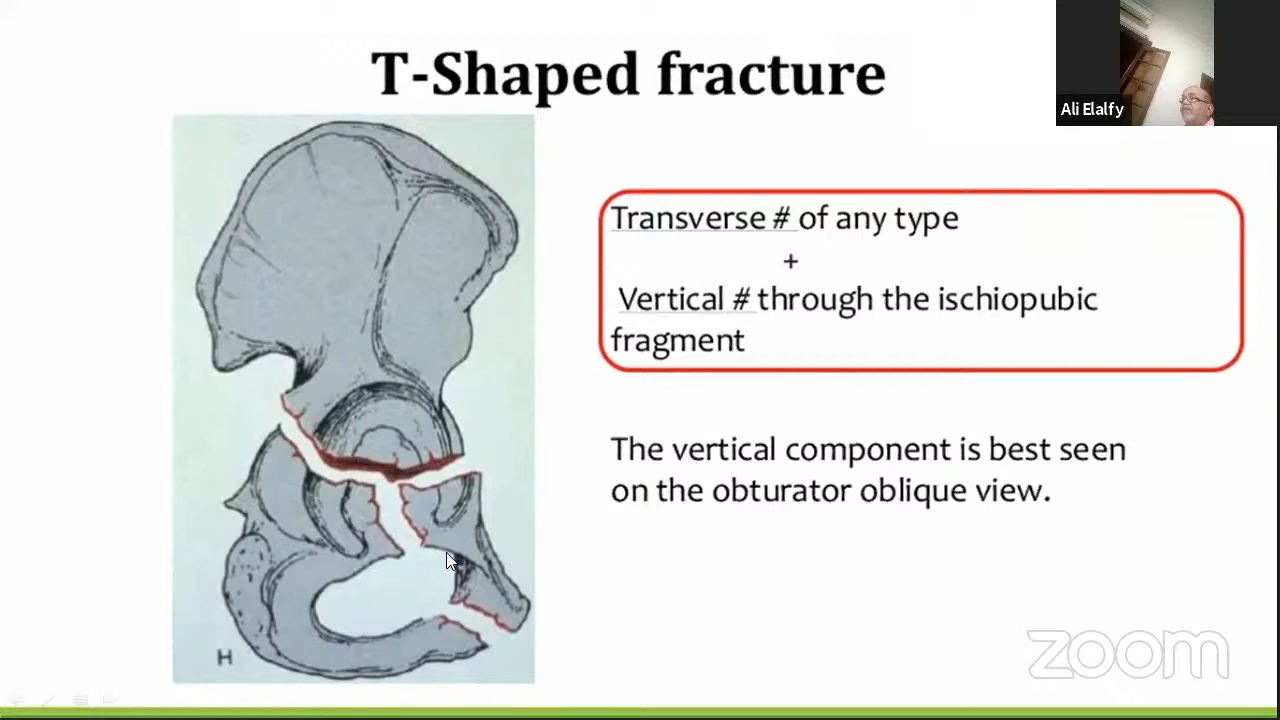 T-Shaped fracture
Ali Elalfy
Transverse # of any type
+
Vertical # through the ischiopubic
fragment
The vertical component is best seen
on the obturator oblique view.
H
zoom